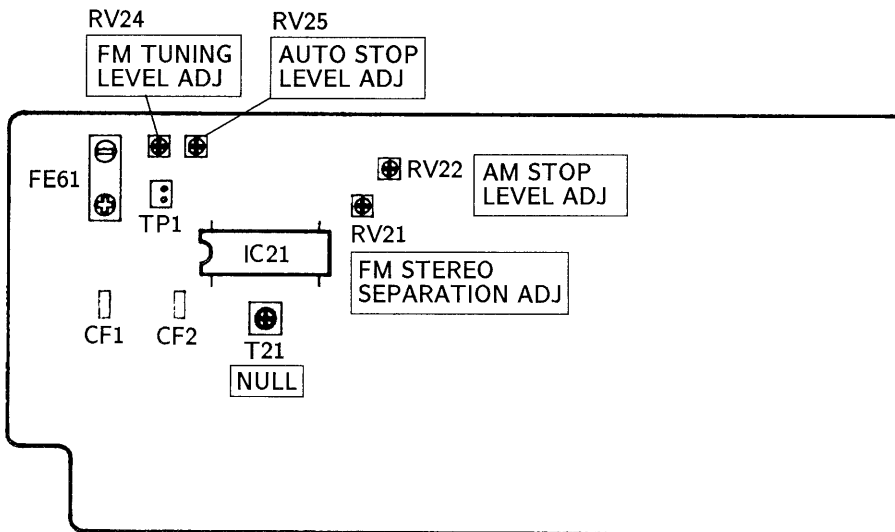 RV24
FM TUNING
LEVEL ADJ
RV25
AUTO STOP
LEVEL ADJ
FE61
TP1
RV22
AM STOP
LEVEL ADJ
RV21
FM STEREO
SEPARATION ADJ
IC21
CF1
CF2
T21
NULL